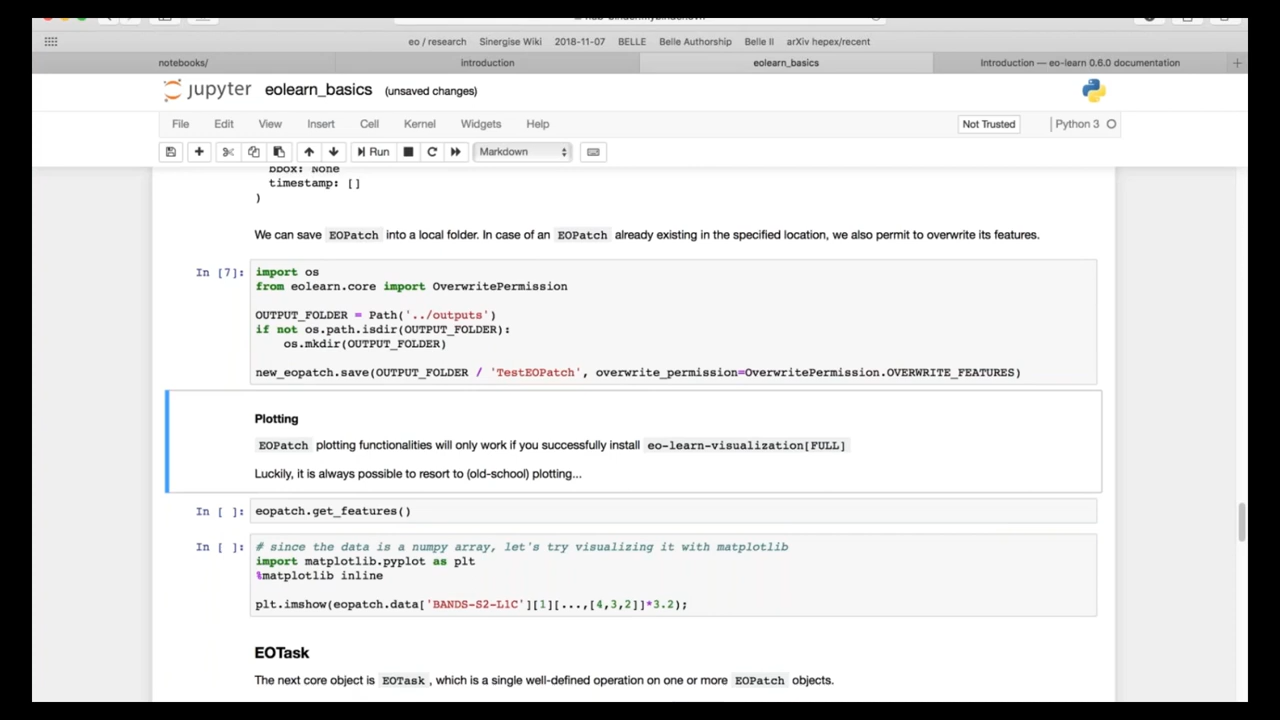 eo / research Sinergise Wiki 2018-11-07 BELLE Belle Authorship Belle II arXiv hepex/recent
notebooks/ introduction eolearn_basics Introduction — eo-learn 0.6.0 documentation +
jupyter eolearn_basics (unsaved changes)
File Edit View Insert Cell Kernel Widgets Help Not Trusted Python 3
Run Markdown
bbox: None
timestamp: []
)
We can save EOPatch into a local folder. In case of an EOPatch already existing in the specified location, we also permit to overwrite its features.
In [7]: import os
from eolearn.core import OverwritePermission
OUTPUT_FOLDER = Path('../outputs')
if not os.path.isdir(OUTPUT_FOLDER):
os.mkdir(OUTPUT_FOLDER)
new_eopatch.save(OUTPUT_FOLDER / 'TestEOPatch', overwrite_permission=OverwritePermission.OVERWRITE_FEATURES)
Plotting
EOPatch plotting functionalities will only work if you successfully install eo-learn-visualization[FULL]
Luckily, it is always possible to resort to (old-school) plotting...
In [ ]: eopatch.get_features()
In [ ]: # since the data is a numpy array, let's try visualizing it with matplotlib
import matplotlib.pyplot as plt
%matplotlib inline
plt.imshow(eopatch.data['BANDS-S2-L1C'][1][...,[4,3,2]]*3.2);
EOTask
The next core object is EOTask , which is a single well-defined operation on one or more EOPatch objects.